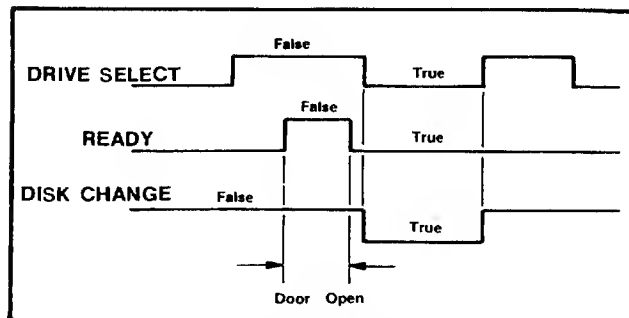 False
DRIVE SELECT
True
False
READY
True
DISK CHANGE
False
True
Door Open